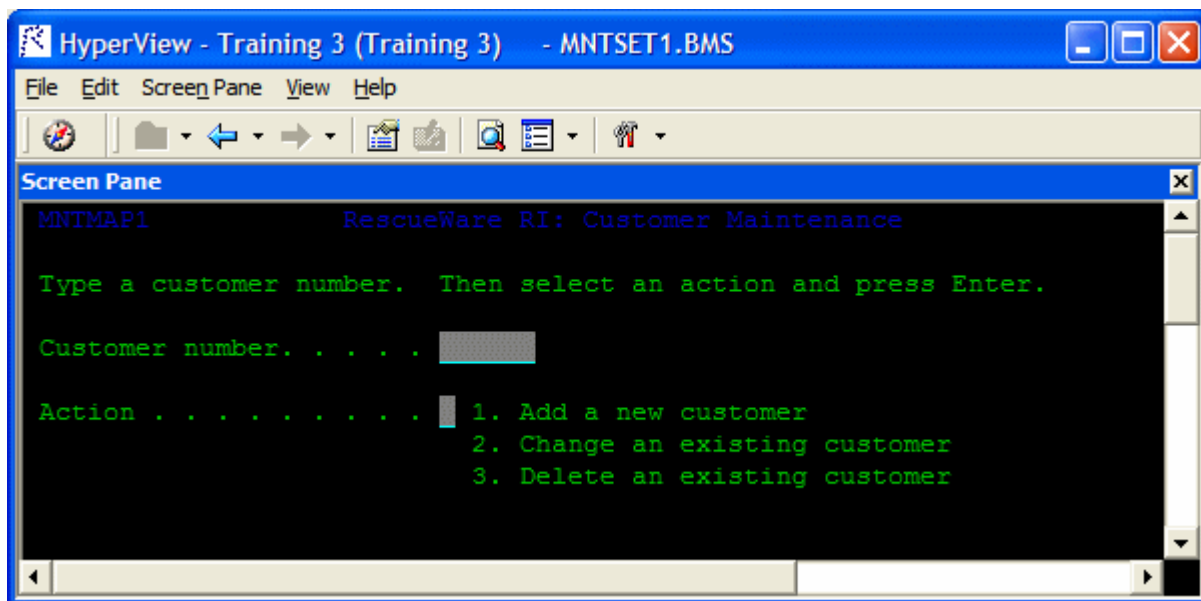 HyperView - Training 3 (Training 3) - MNTSET1.BMS
File Edit Screen Pane View Help
Screen Pane
MNTMAP1 RescueWare RI: Customer Maintenance
Type a customer number. Then select an action and press Enter.
Customer number. . . . .
Action . . . . . . . . . 1. Add a new customer
2. Change an existing customer
3. Delete an existing customer